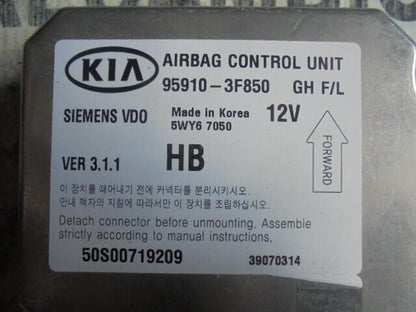 KIA
AIRBAG CONTROL UNIT
95910-3F850 GH F/L
SIEMENS VDO Made in Korea 12V
5WY6 7050
FORWARD
VER 3.1.1 HB
이 장치를 떼어내기 전에 커넥터를 분리시키시오.
안내 책자의 지침에 따라서만 이 장치를 조립하십시오.
Detach connector before unmounting. Assemble
strictly according to manual instructions.
50S00719209 39070314